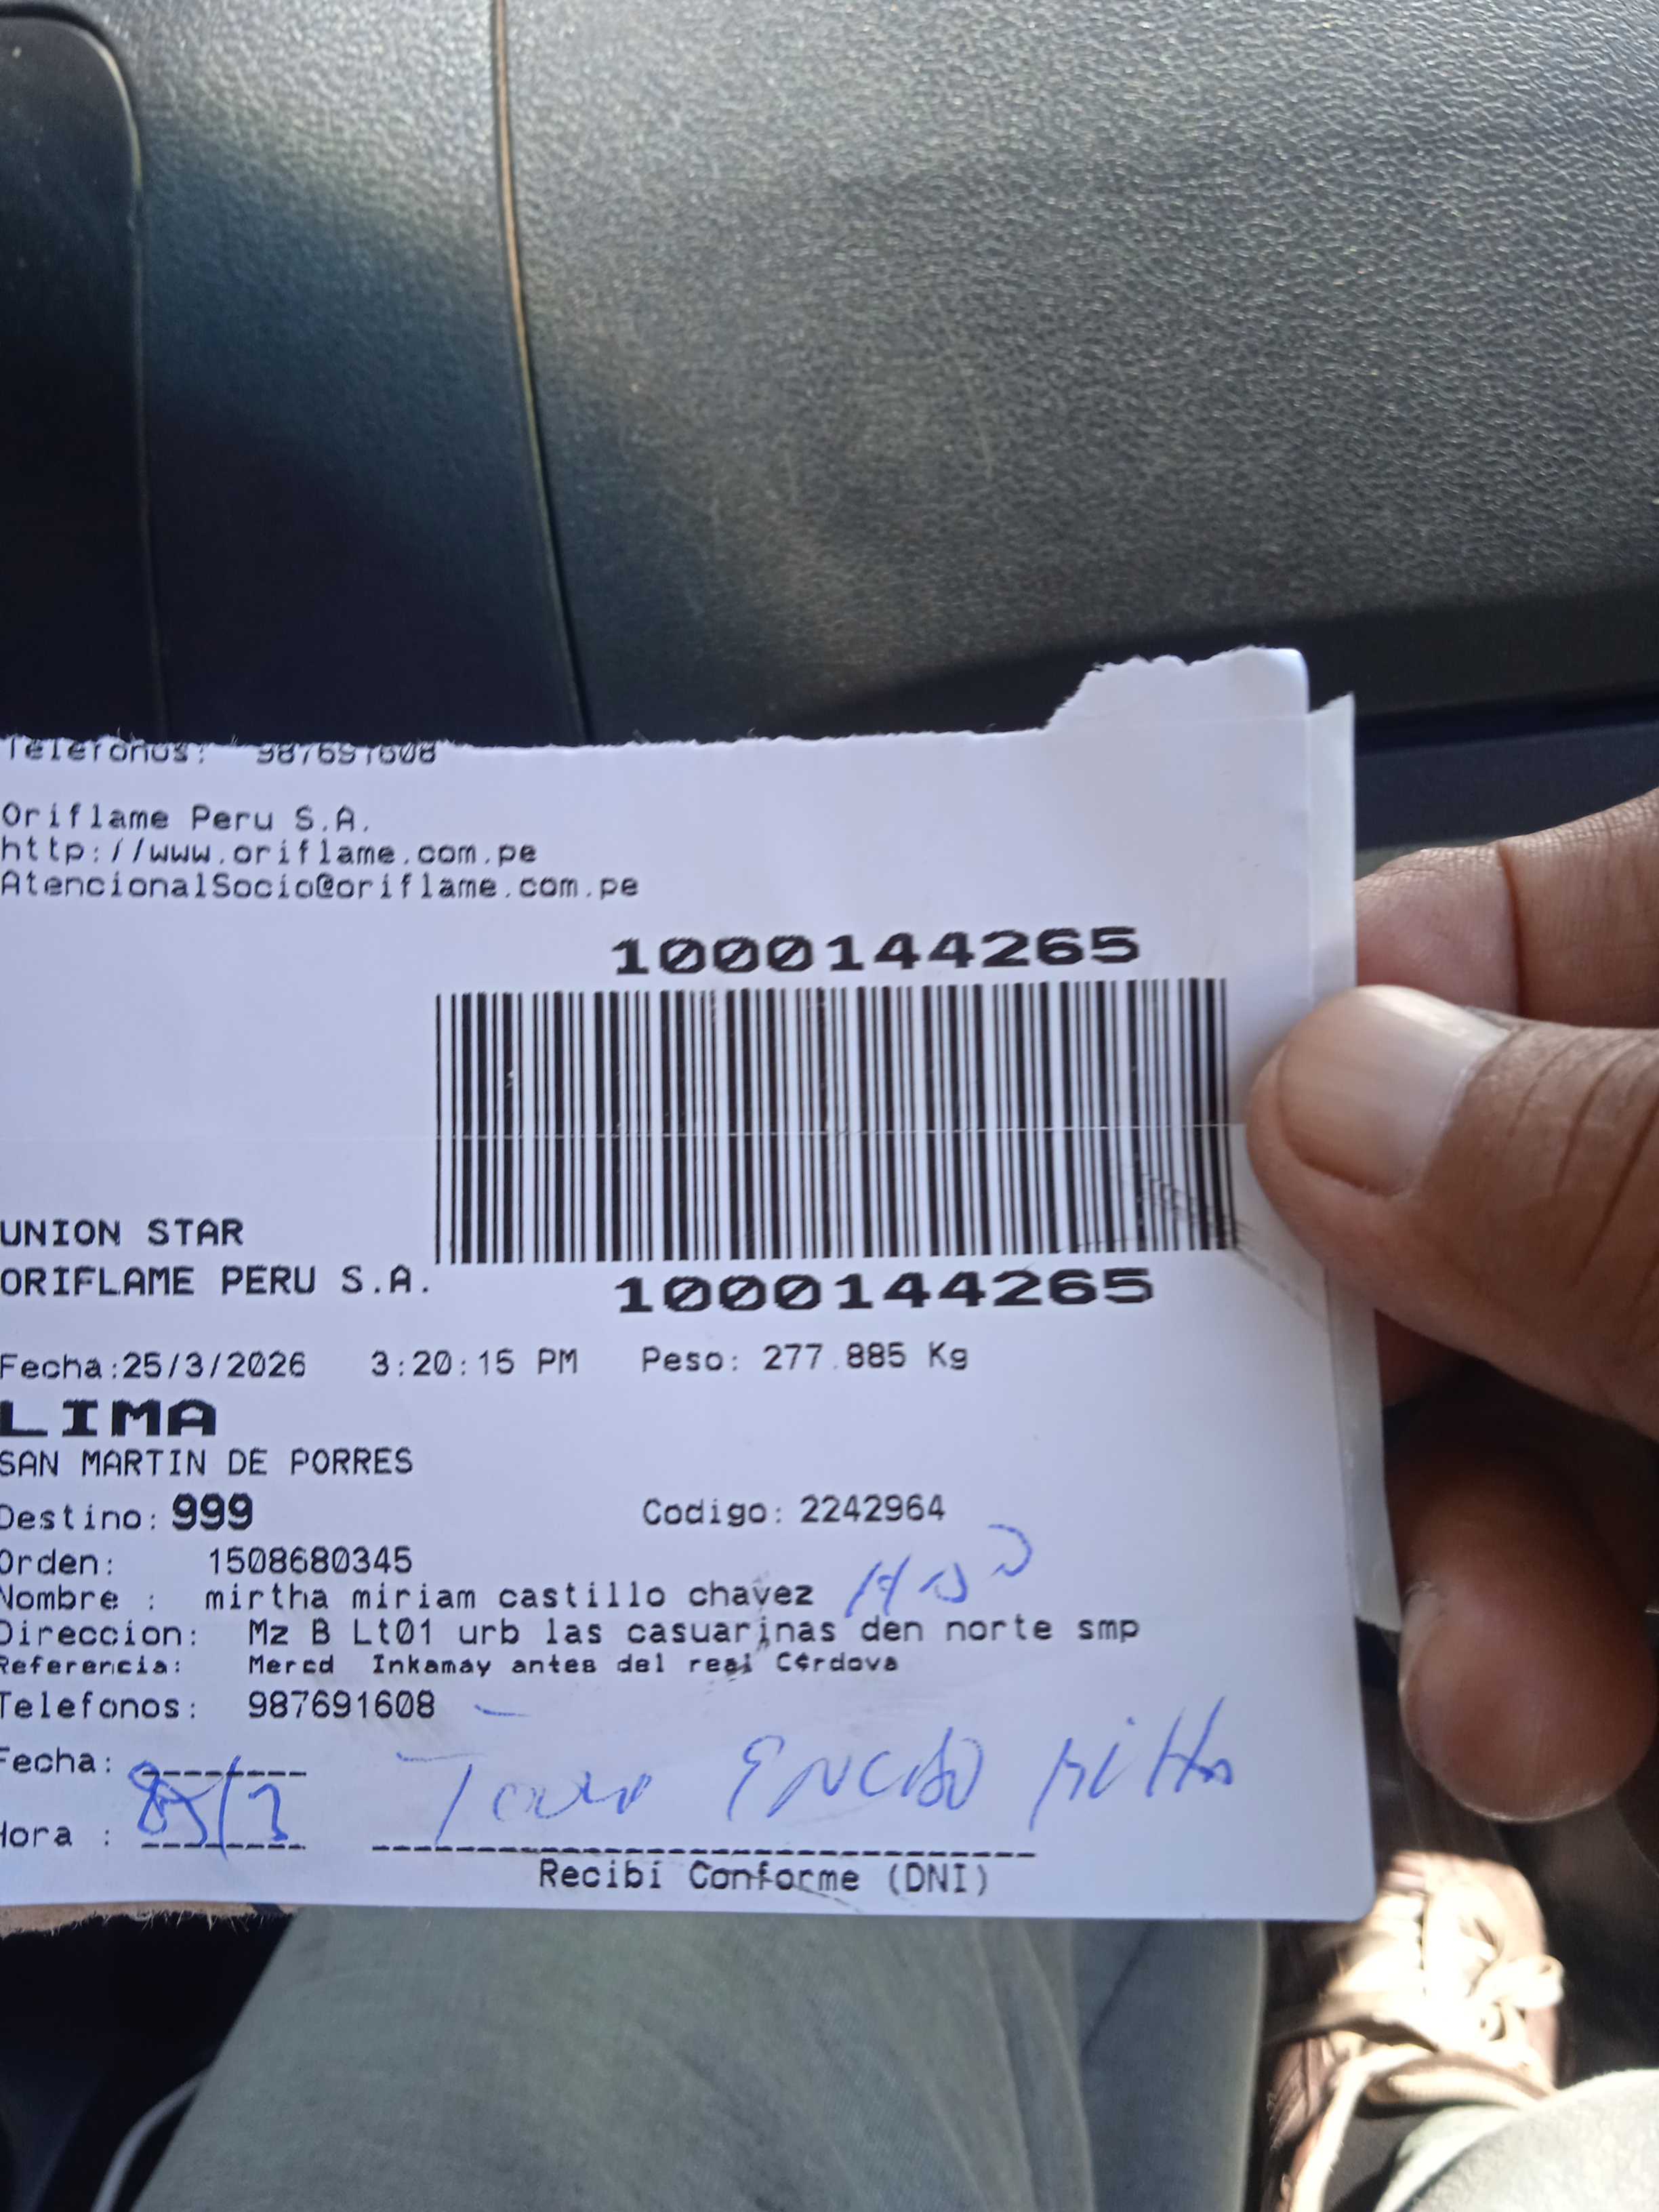 Telefonos: 987691608
Oriflame Peru S.A.
http://www.oriflame.com.pe
AtencionalSocio@oriflame.com.pe
1000144265
UNION STAR
ORIFLAME PERU S.A.
1000144265
Fecha:25/3/2026 3:20:15 PM Peso: 277.885 Kg
LIMA
SAN MARTIN DE PORRES
Destino: 999 Codigo: 2242964
Orden: 1508680345
Nombre : mirtha miriam castillo chavez
Direccion: Mz B Lt01 urb las casuarinas den norte smp
Referencia: Mercd Inkamay antes del real C¢rdova
Telefonos: 987691608
Fecha:
Hora :
Recibi Conforme (DNI)